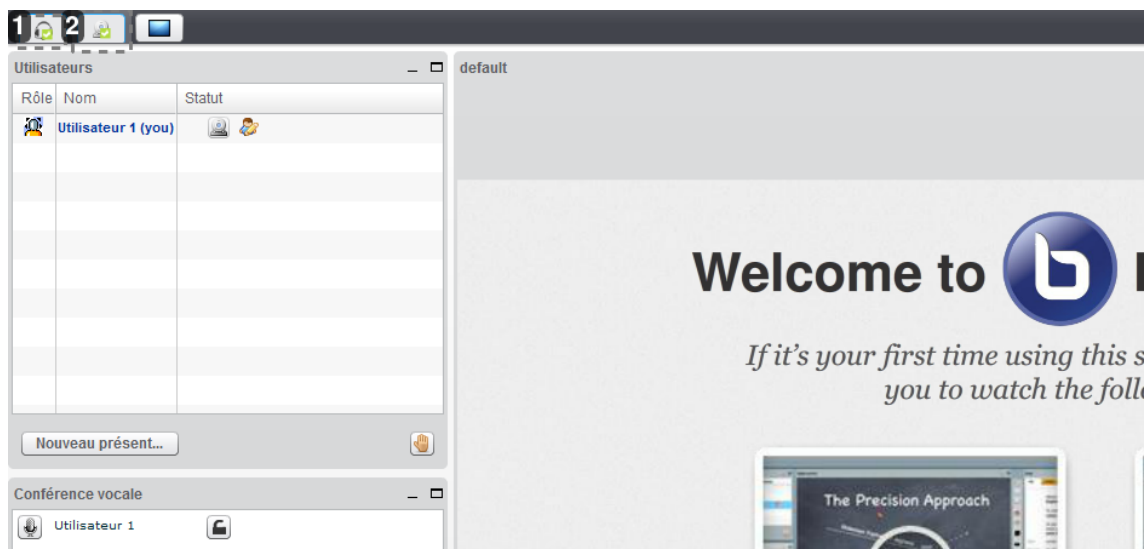 1 2
Utilisateurs
default
Rôle Nom Statut
Utilisateur 1 (you)
Welcome to b
If it's your first time using this s
you to watch the foll
Nouveau présent...
Conférence vocale
The Precision Approach
Utilisateur 1